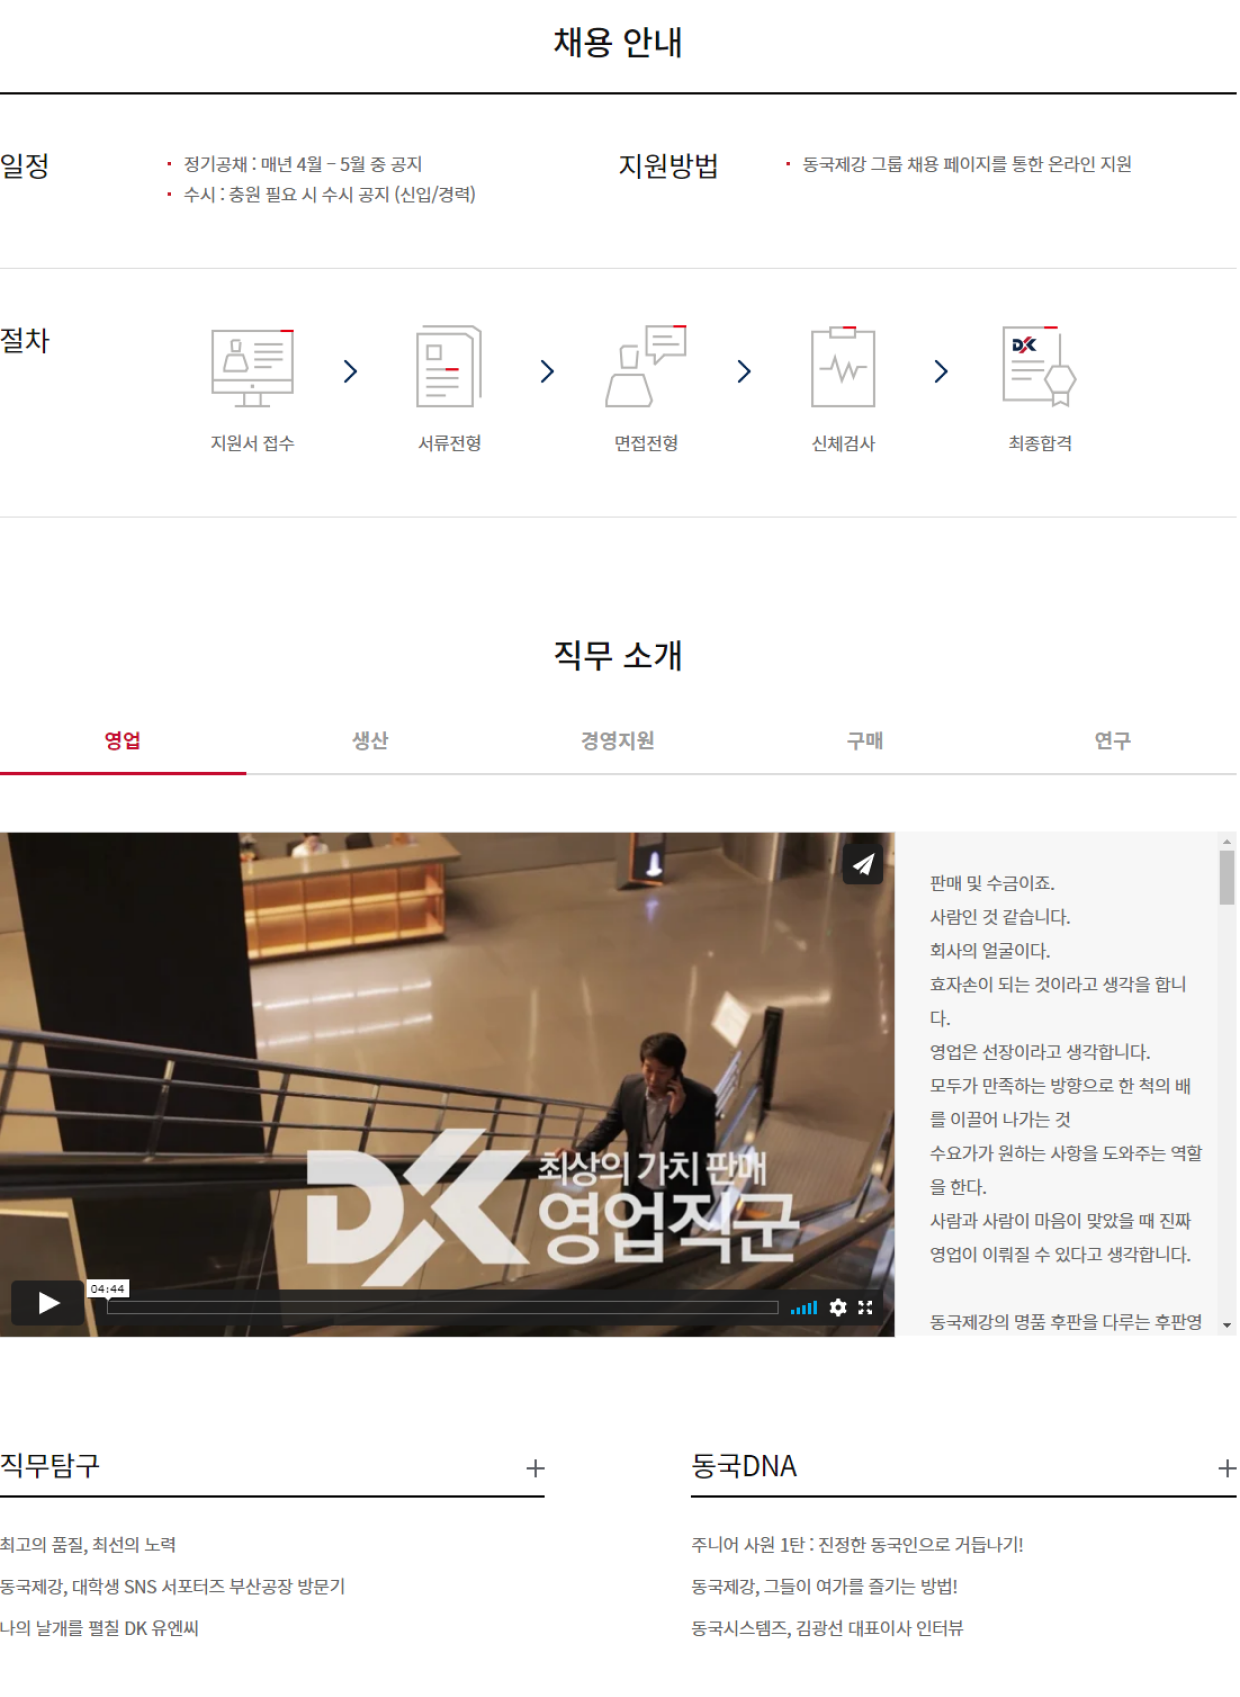 채용 안내
일정
· 정기공채 : 매년 4월 – 5월 중 공지
· 수시 : 충원 필요 시 수시 공지 (신입/경력)
지원방법
· 동국제강 그룹 채용 페이지를 통한 온라인 지원
절차
DK
지원서 접수
서류전형
면접전형
신체검사
최종합격
직무 소개
영업
생산
경영지원
구매
연구
DK
최상의 가치 판매
영업직군
04:44
판매 및 수금이죠.
사람인 것 같습니다.
회사의 얼굴이다.
효자손이 되는 것이라고 생각을 합니
다.
영업은 선장이라고 생각합니다.
모두가 만족하는 방향으로 한 척의 배
를 이끌어 나가는 것
수요가가 원하는 사항을 도와주는 역할
을 한다.
사람과 사람이 마음이 맞았을 때 진짜
영업이 이뤄질 수 있다고 생각합니다.
동국제강의 명품 후판을 다루는 후판영
직무탐구
최고의 품질, 최선의 노력
동국제강, 대학생 SNS 서포터즈 부산공장 방문기
나의 날개를 펼칠 DK 유엔씨
동국DNA
주니어 사원 1탄 : 진정한 동국인으로 거듭나기!
동국제강, 그들이 여가를 즐기는 방법!
동국시스템즈, 김광선 대표이사 인터뷰